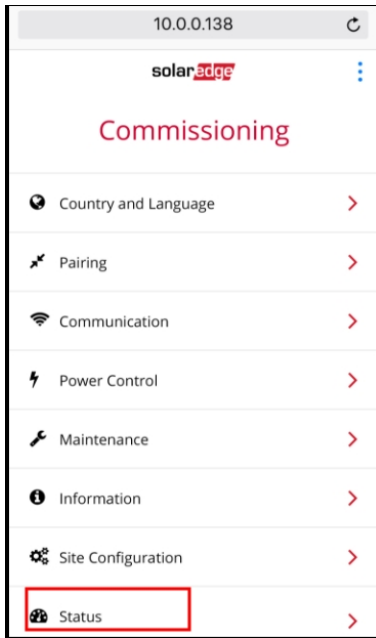 10.0.0.138
solaredge
Commissioning
Country and Language
Pairing
Communication
Power Control
Maintenance
Information
Site Configuration
Status